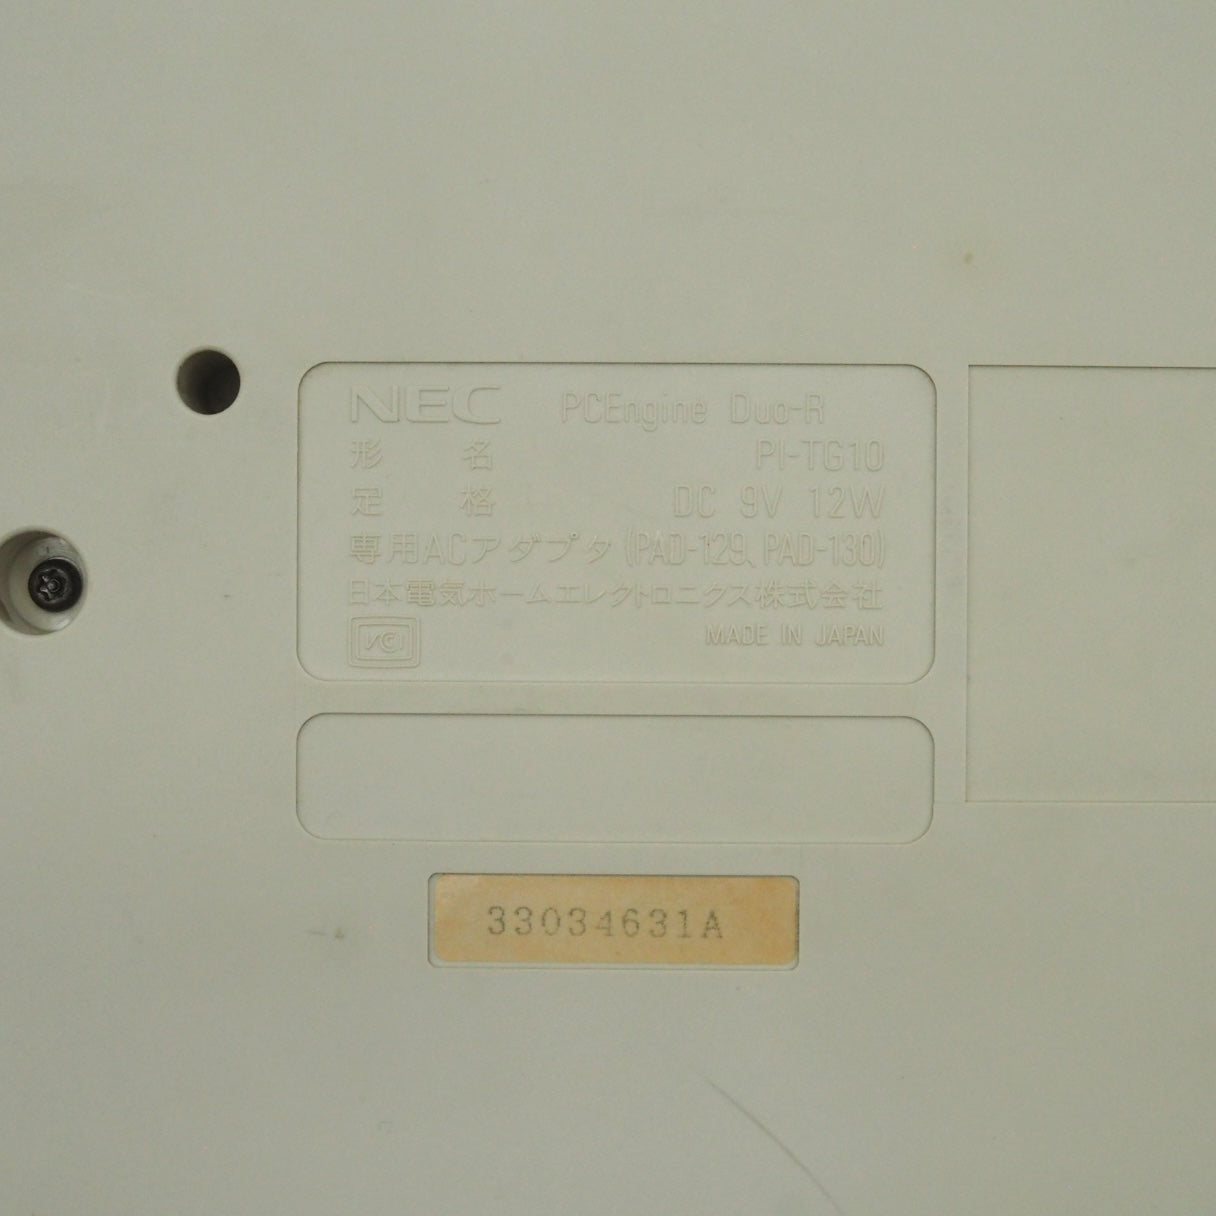 NEC PCEngine Duo-R
形名 PI-TG10
定格 DC 9V 12W
専用ACアダプタ (PAD-129、PAD-130)
日本電気ホームエレクトロニクス株式会社
VCI MADE IN JAPAN
33034631A